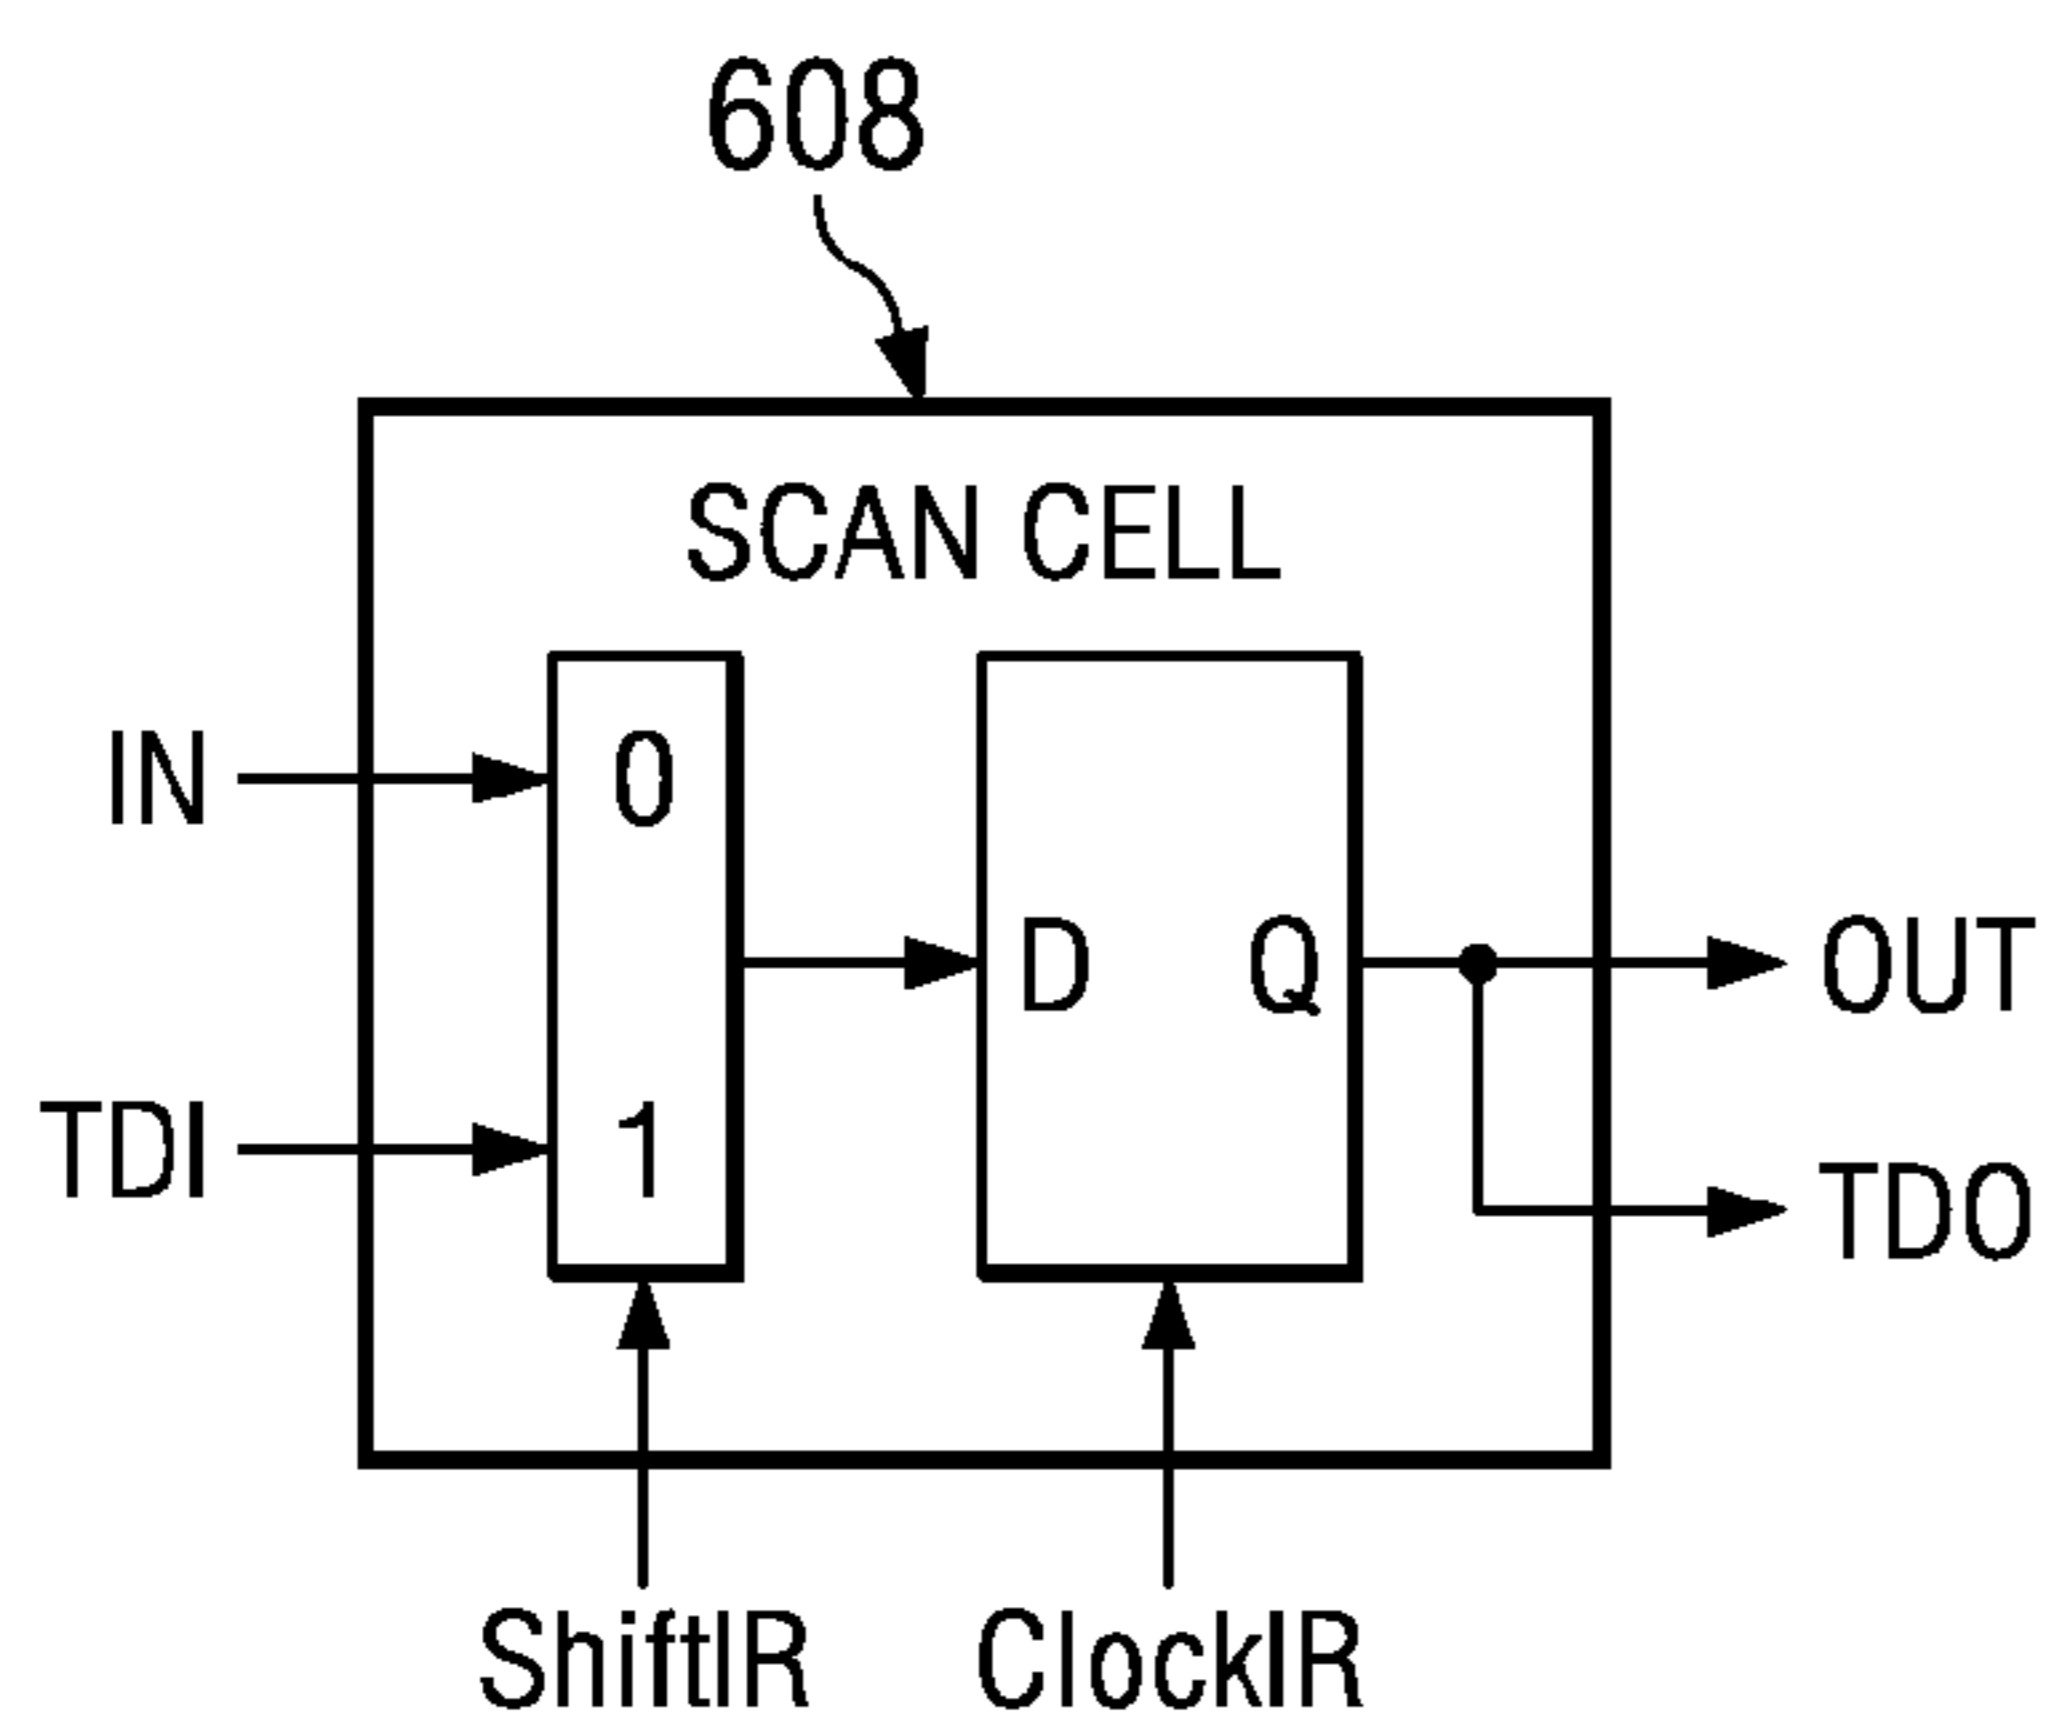 608
SCAN CELL
IN
0
D
Q
OUT
TDI
1
TDO
ShiftIR
ClockIR